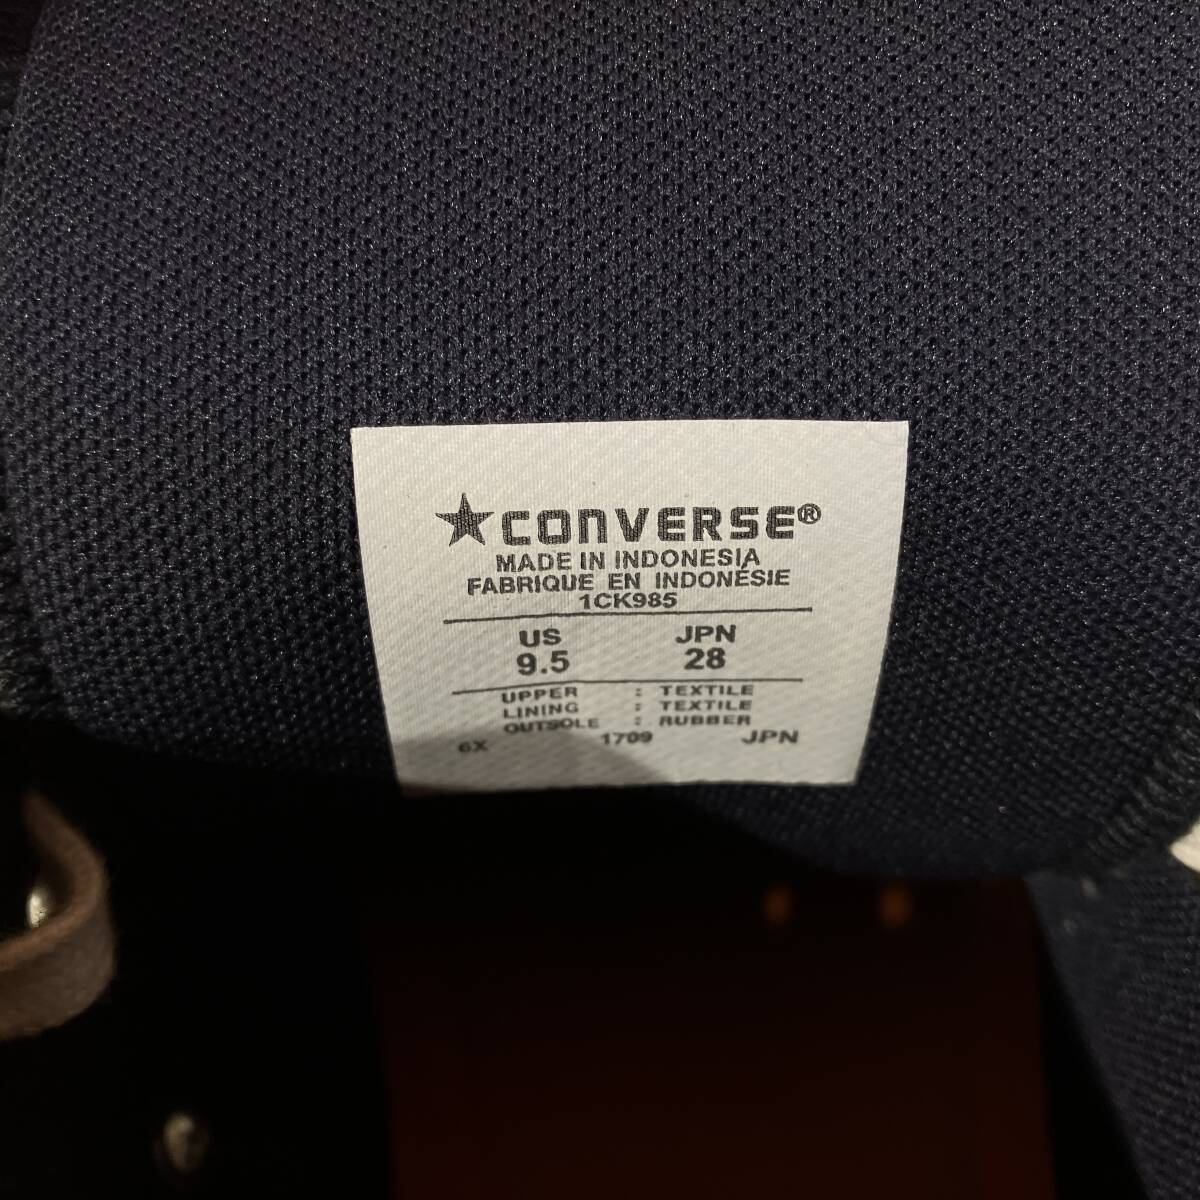 ★CONVERSE®
MADE IN INDONESIA
FABRIQUE EN INDONÉSIE
1CK985
US JPN
9.5 28
UPPER : TEXTILE
LINING : TEXTILE
OUTSOLE : RUBBER
6X 1709 JPN